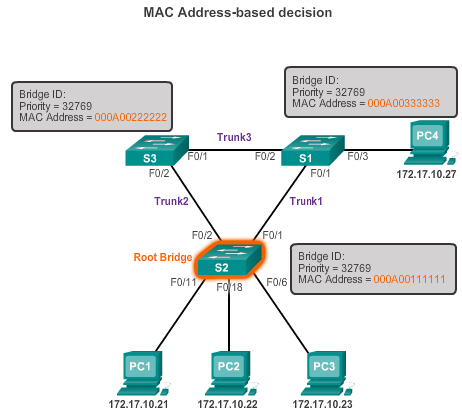 MAC Address-based decision
Bridge ID:
Priority = 32769
MAC Address = 000A00333333
Bridge ID:
Priority = 32769
MAC Address = 000A00222222
PC4
Trunk3
S3
F0/1
F0/2
S1
F0/3
F0/2
F0/1
172.17.10.27
Trunk2
Trunk1
F0/2
F0/1
Root Bridge
S2
Bridge ID:
Priority = 32769
MAC Address = 000A00111111
F0/11
F0/18
F0/6
PC1
PC2
PC3
172.17.10.21
172.17.10.22
172.17.10.23